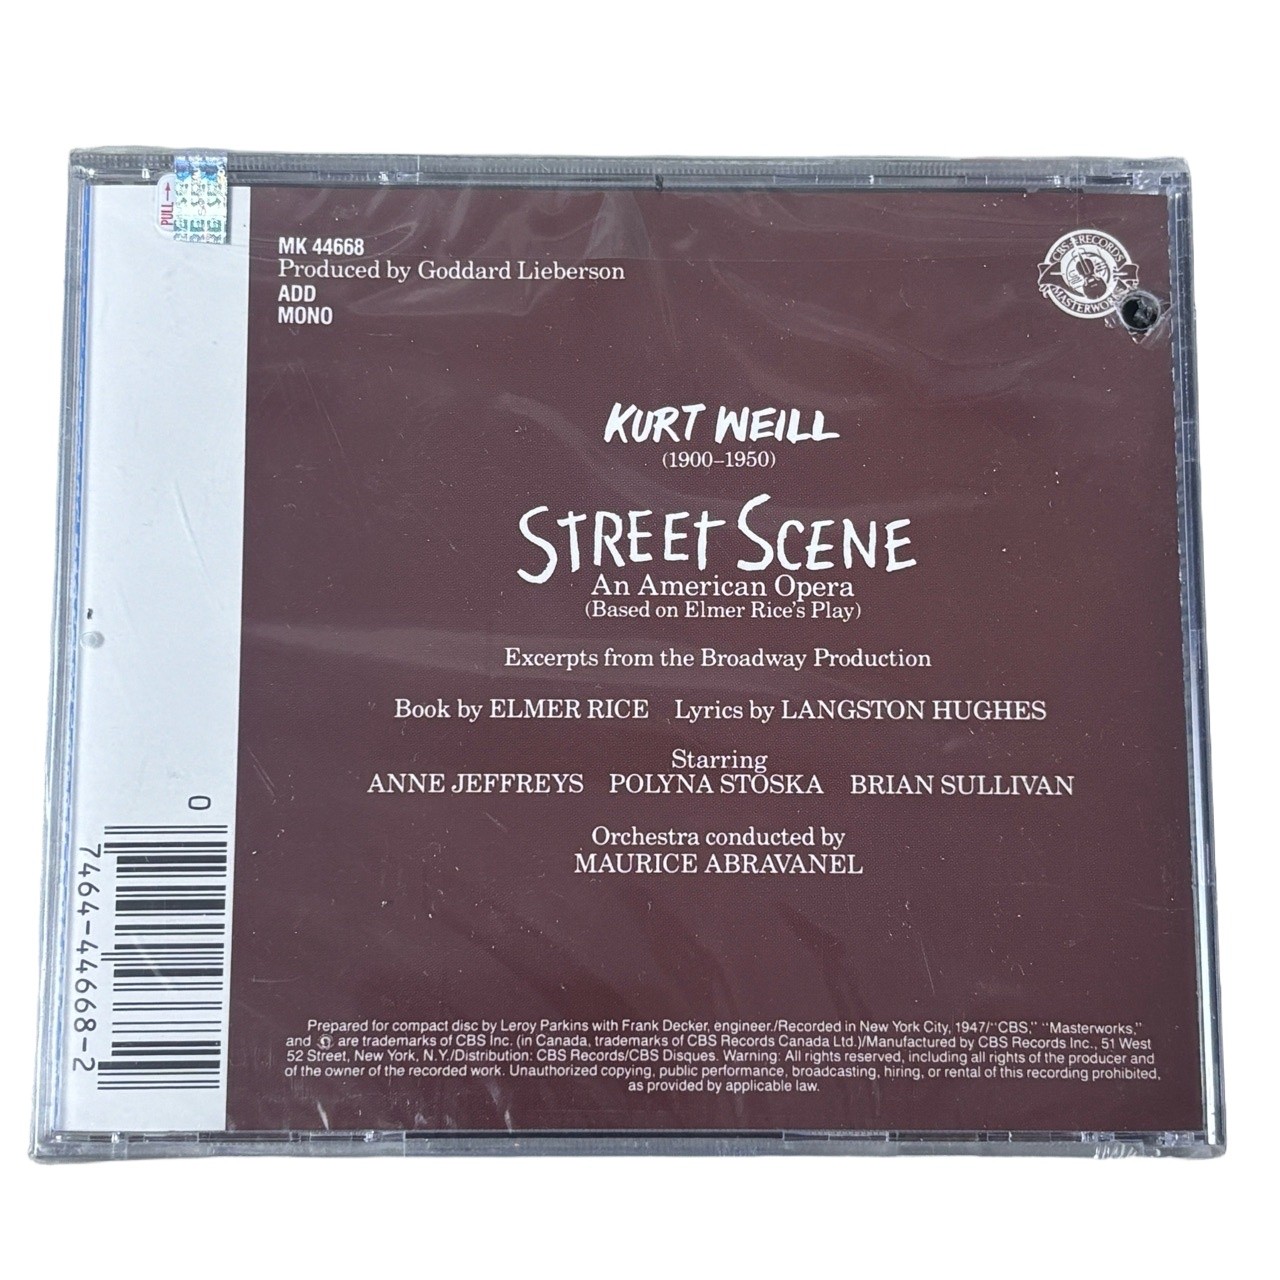 PULL→
MK 44668
Produced by Goddard Lieberson
ADD
MONO
CBS RECORDS
MASTERWORKS
KURT WEILL
(1900–1950)
STREET SCENE
An American Opera
(Based on Elmer Rice's Play)
Excerpts from the Broadway Production
Book by ELMER RICE Lyrics by LANGSTON HUGHES
Starring
ANNE JEFFREYS POLYNA STOSKA BRIAN SULLIVAN
Orchestra conducted by
MAURICE ABRAVANEL
0
7464-44668-2
Prepared for compact disc by Leroy Parkins with Frank Decker, engineer./Recorded in New York City, 1947/"CBS," "Masterworks,"
and are trademarks of CBS Inc. (in Canada, trademarks of CBS Records Canada Ltd.)/Manufactured by CBS Records Inc., 51 West
52 Street, New York, N.Y./Distribution: CBS Records/CBS Disques. Warning: All rights reserved, including all rights of the producer and
of the owner of the recorded work. Unauthorized copying, public performance, broadcasting, hiring, or rental of this recording prohibited,
as provided by applicable law.